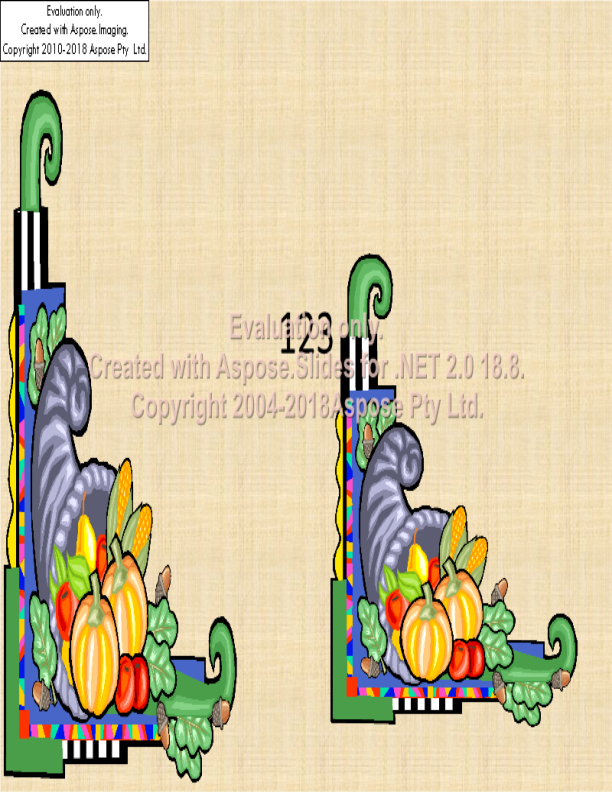 Evaluation only.
Created with Aspose.Imaging.
Copyright 2010-2018 Aspose Pty Ltd.
123
Evaluation only.
Created with Aspose.Slides for .NET 2.0 18.8.
Copyright 2004-2018Aspose Pty Ltd.